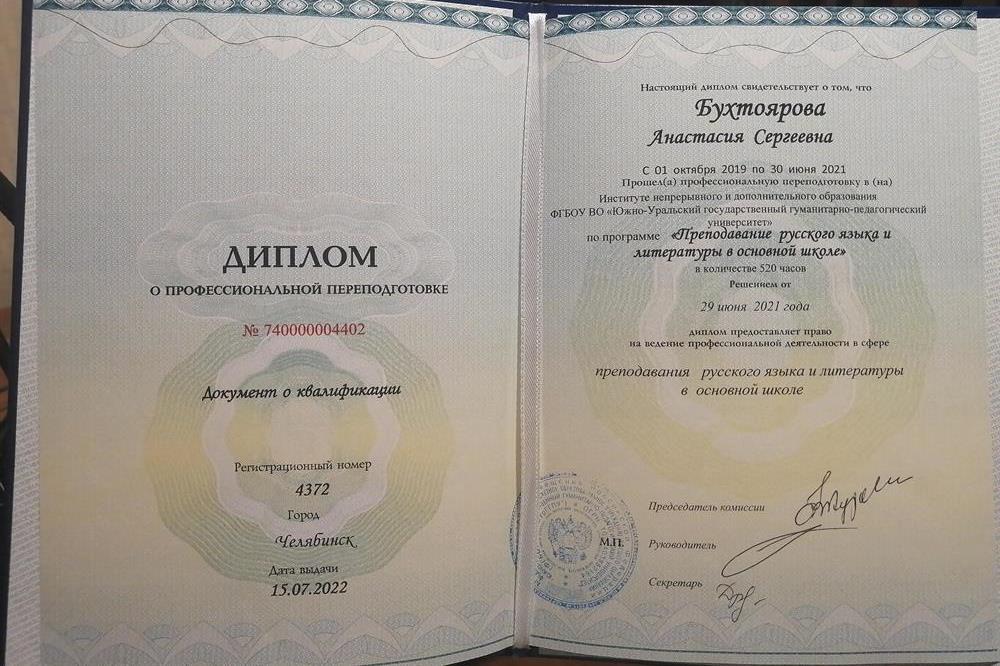 ДИПЛОМ
О ПРОФЕССИОНАЛЬНОЙ ПЕРЕПОДГОТОВКЕ
№ 740000004402
Документ о квалификации
Регистрационный номер
4372
Город
Челябинск
Дата выдачи
15.07.2022
Настоящий диплом свидетельствует о том, что
Бухтоярова
Анастасия Сергеевна
С 01 октября 2019 по 30 июня 2021
Прошел(а) профессиональную переподготовку в (на)
Институте непрерывного и дополнительного образования
ФГБОУ ВО «Южно-Уральский государственный гуманитарно-педагогический
университет»
по программе «Преподавание русского языка и
литературы в основной школе»
в количестве 520 часов
Решением от
29 июня 2021 года
диплом предоставляет право
на ведение профессиональной деятельности в сфере
преподавания русского языка и литературы
в основной школе
Председатель комиссии
М.П.
Руководитель
Секретарь